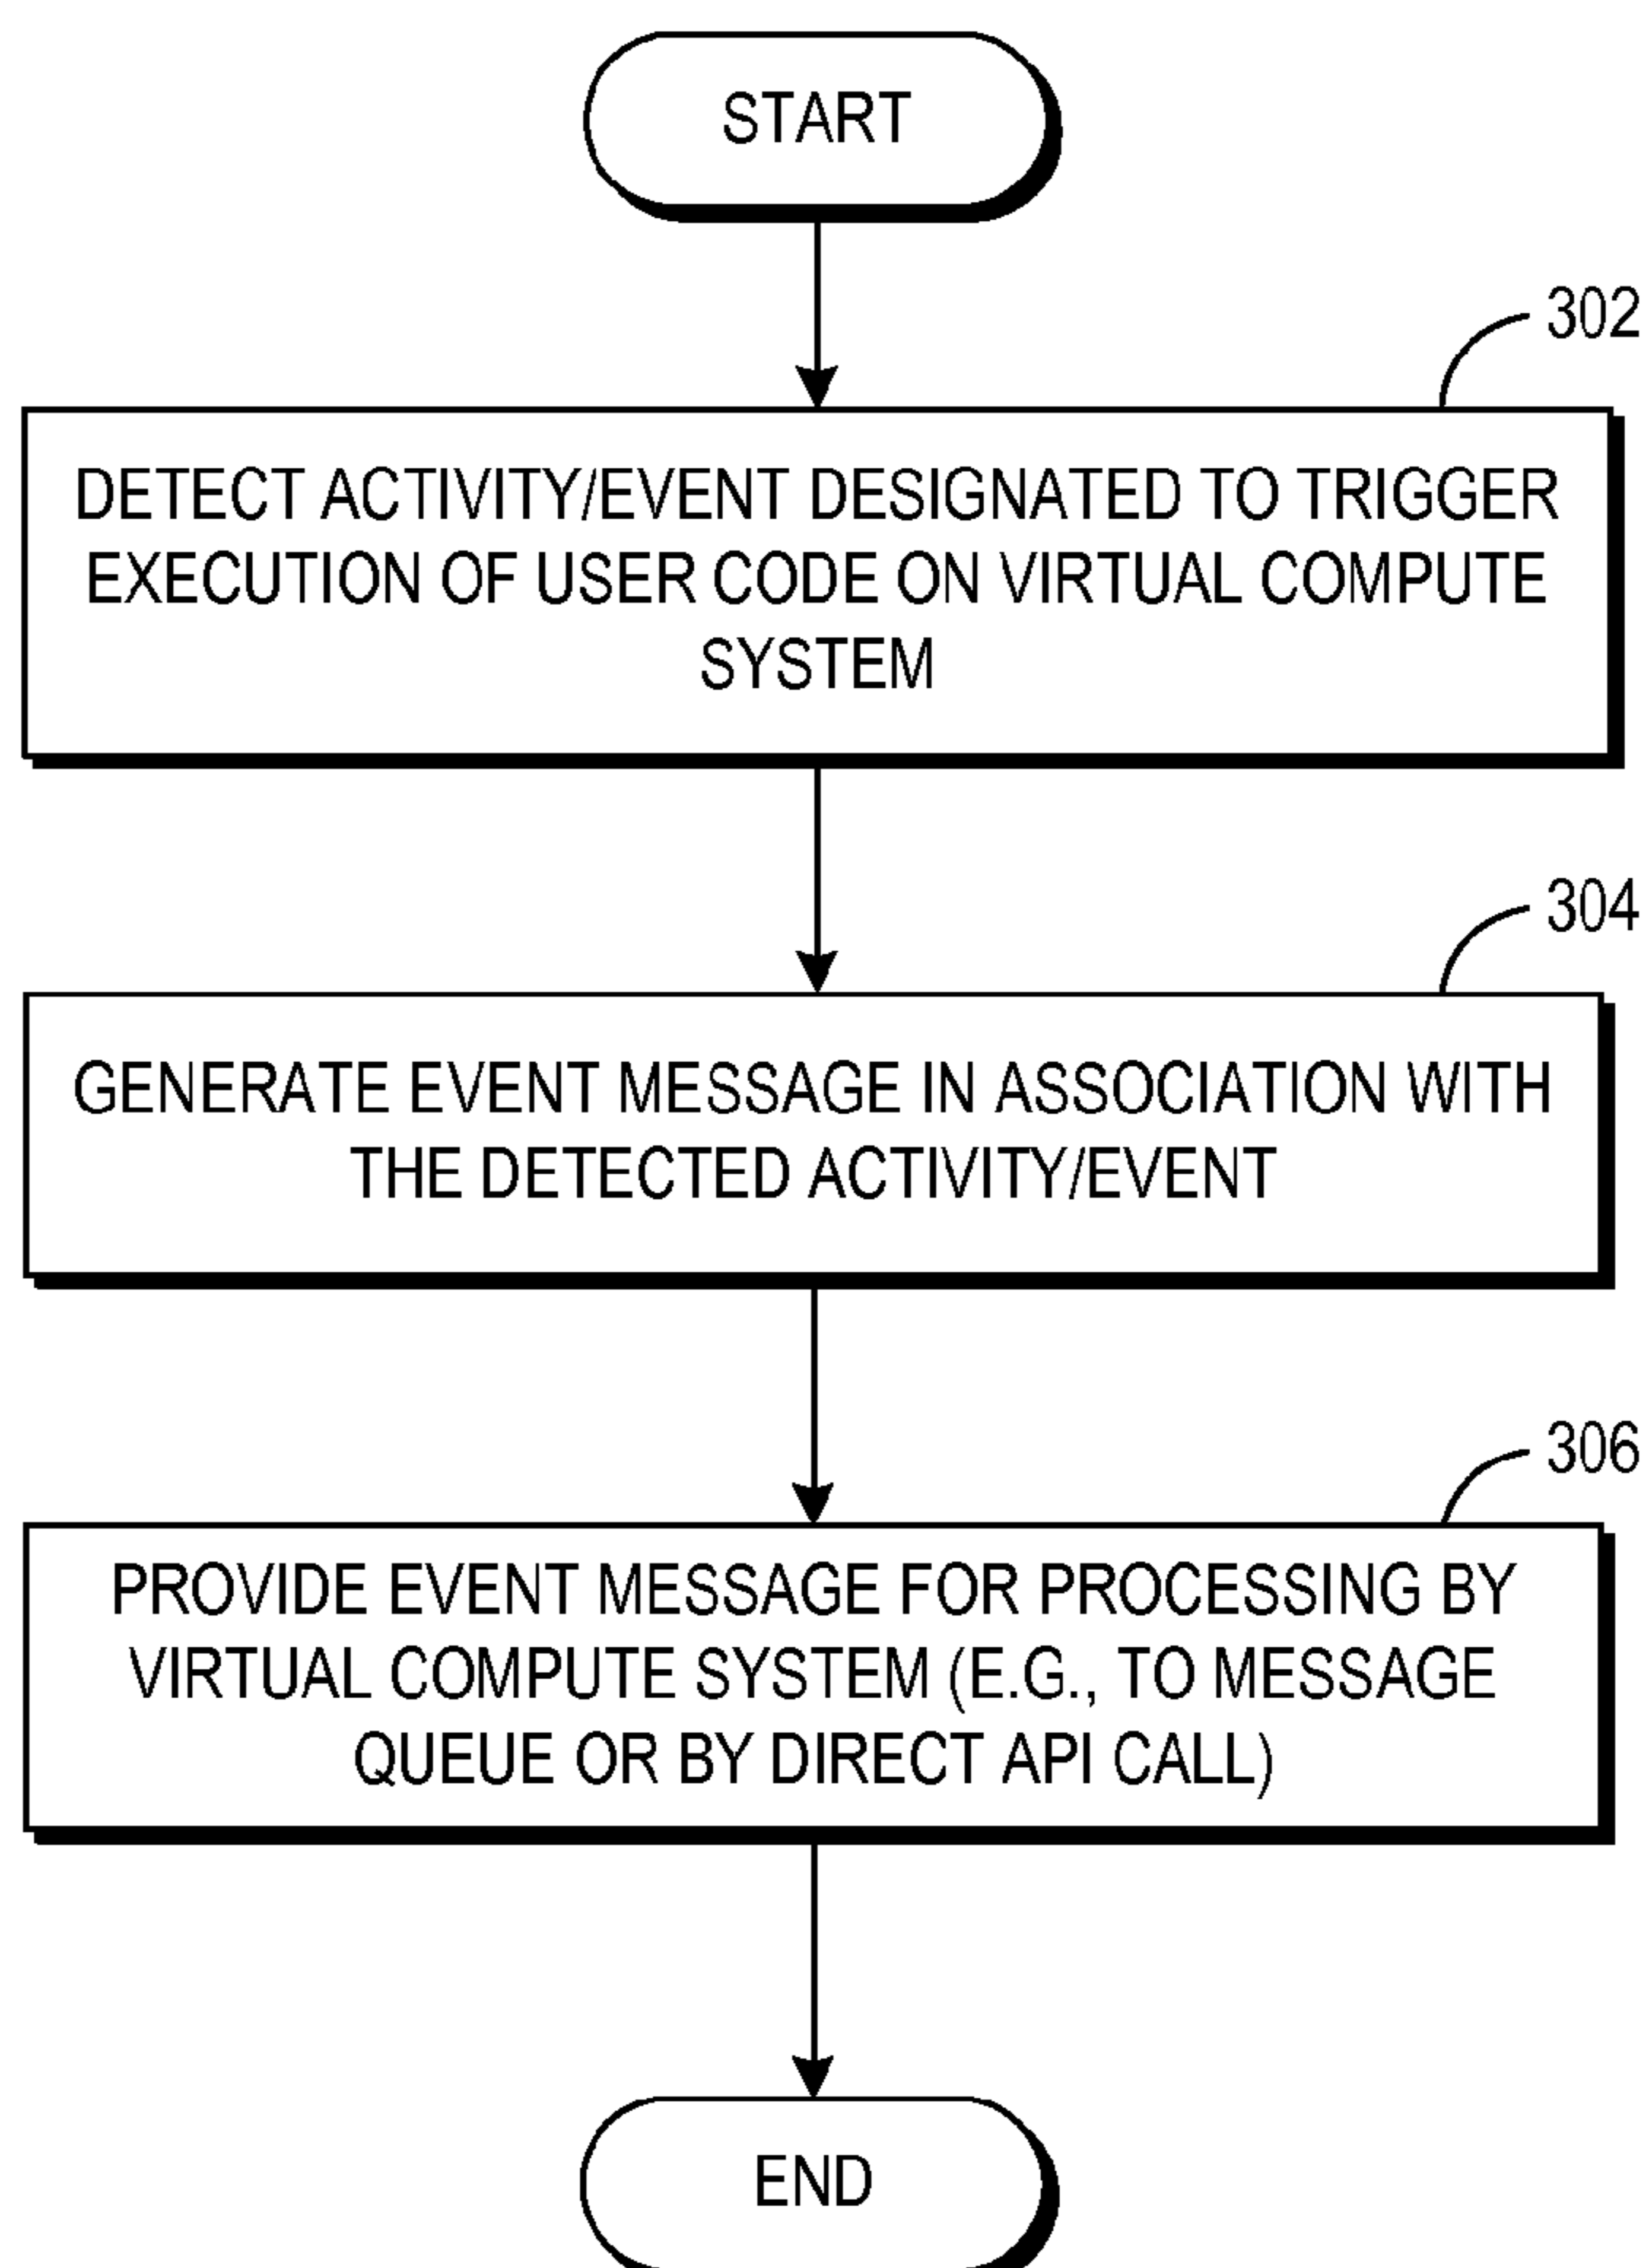 START
302
DETECT ACTIVITY/EVENT DESIGNATED TO TRIGGER
EXECUTION OF USER CODE ON VIRTUAL COMPUTE
SYSTEM
304
GENERATE EVENT MESSAGE IN ASSOCIATION WITH
THE DETECTED ACTIVITY/EVENT
306
PROVIDE EVENT MESSAGE FOR PROCESSING BY
VIRTUAL COMPUTE SYSTEM (E.G., TO MESSAGE
QUEUE OR BY DIRECT API CALL)
END